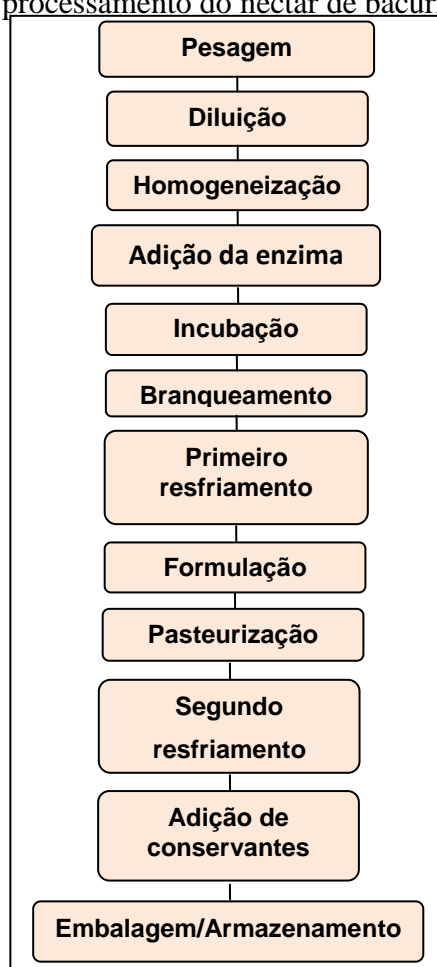 processamento do néctar de bacuri
Pesagem
Diluição
Homogeneização
Adição da enzima
Incubação
Branqueamento
Primeiro
resfriamento
Formulação
Pasteurização
Segundo
resfriamento
Adição de
conservantes
Embalagem/Armazenamento